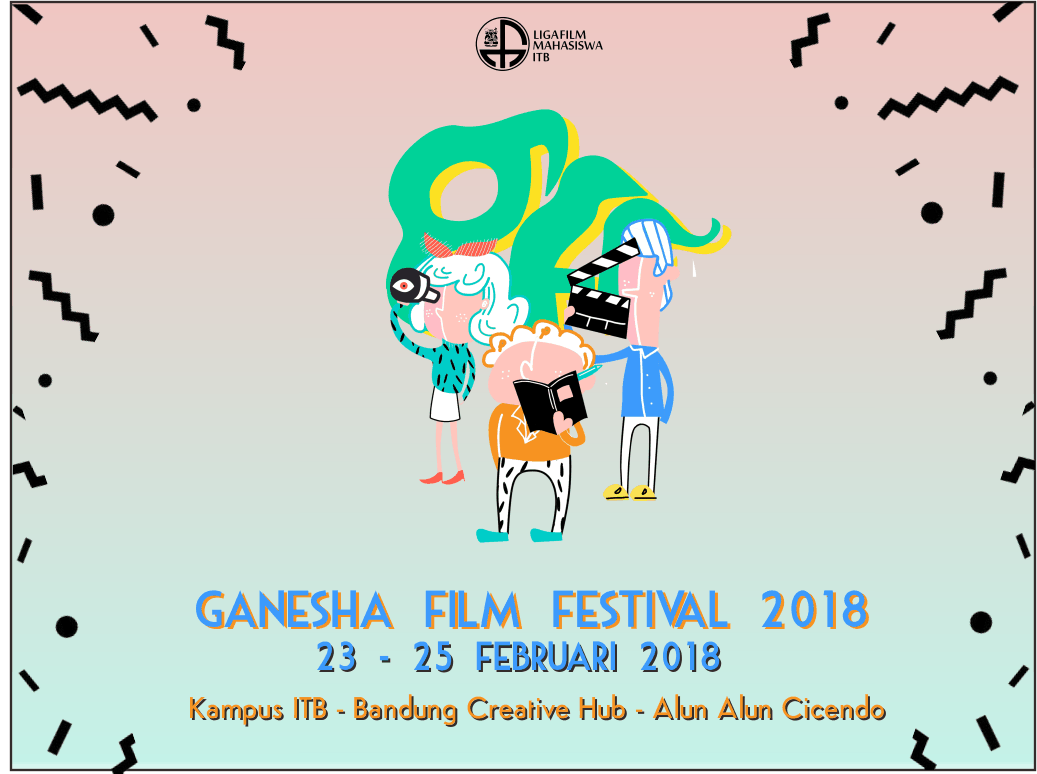 LIGAFILM
MAHASISWA
ITB
GANESHA FILM FESTIVAL 2018
23 - 25 FEBRUARI 2018
Kampus ITB - Bandung Creative Hub - Alun Alun Cicendo